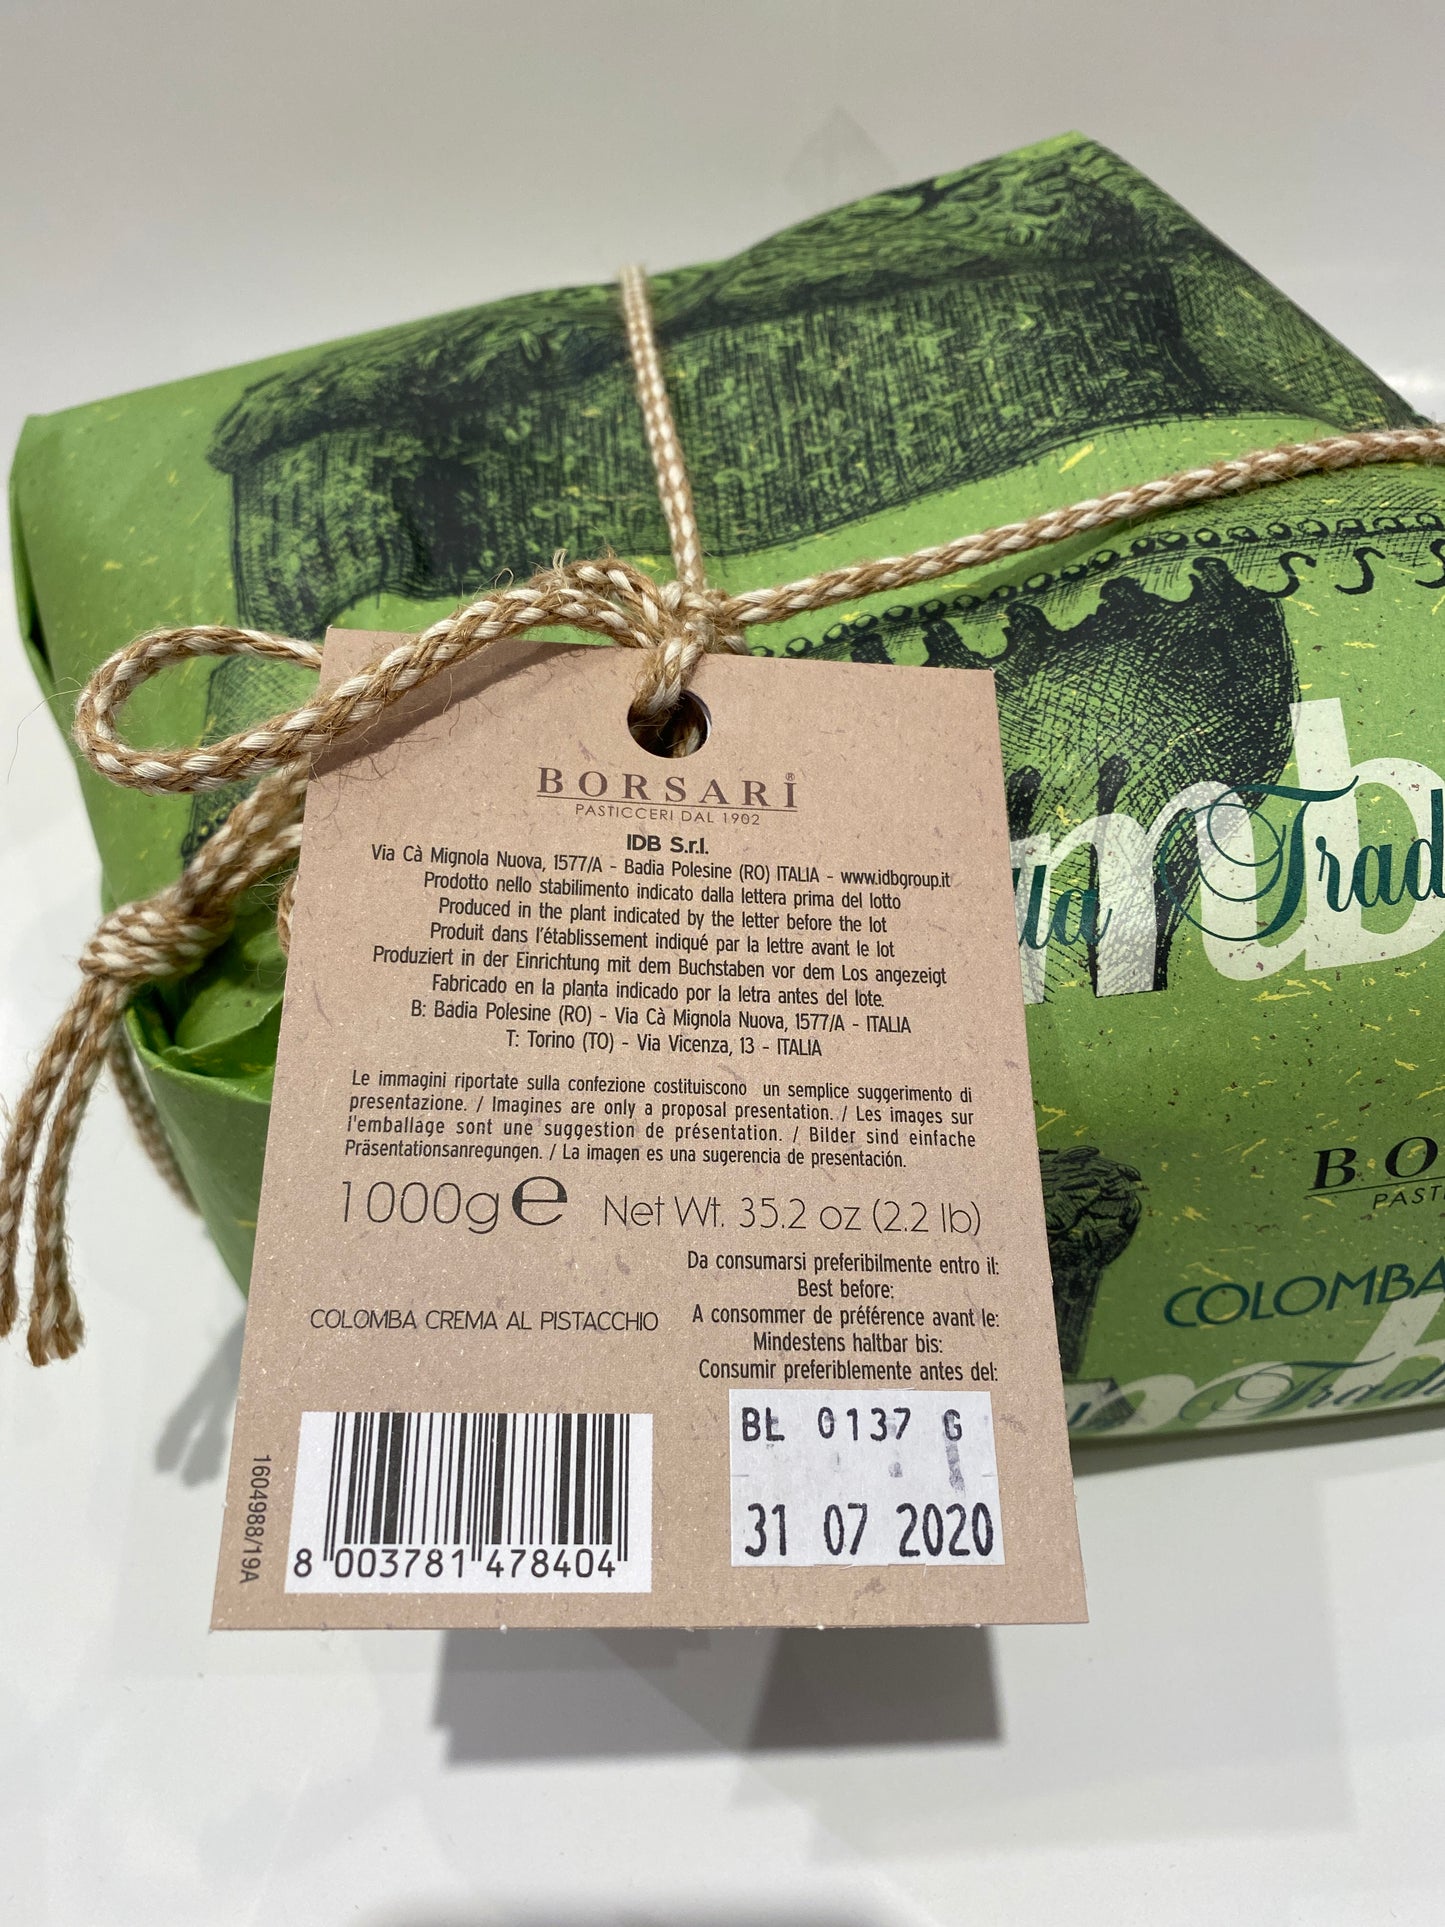 BORSARI®
PASTICCERI DAL 1902
IDB S.r.l.
Via Cà Mignola Nuova, 1577/A - Badia Polesine (RO) ITALIA - www.idbgroup.it
Prodotto nello stabilimento indicato dalla lettera prima del lotto
Produced in the plant indicated by the letter before the lot
Produit dans l'établissement indiqué par la lettre avant le lot
Produziert in der Einrichtung mit dem Buchstaben vor dem Los angezeigt
Fabricado en la planta indicado por la letra antes del lote.
B: Badia Polesine (RO) - Via Cà Mignola Nuova, 1577/A - ITALIA
T: Torino (TO) - Via Vicenza, 13 - ITALIA
Le immagini riportate sulla confezione costituiscono un semplice suggerimento di
presentazione. / Imagines are only a proposal presentation. / Les images sur
l'emballage sont une suggestion de présentation. / Bilder sind einfache
Präsentationsanregungen. / La imagen es una sugerencia de presentación.
1000g e Net Wt. 35.2 oz (2.2 lb)
Da consumarsi preferibilmente entro il:
Best before:
A consommer de préférence avant le:
Mindestens haltbar bis:
Consumir preferiblemente antes del:
COLOMBA CREMA AL PISTACCHIO
BL 0137 G
31 07 2020
8 003781 478404
1604988/19A
mb
ua Trad
BO
PAST
COLOMBA
mb
Tradi